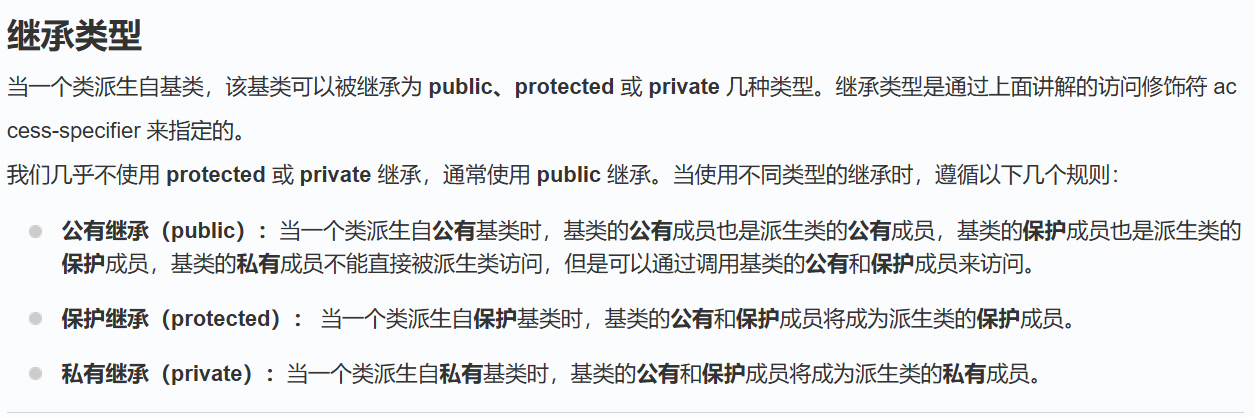 继承类型
当一个类派生自基类，该基类可以被继承为 public、protected 或 private 几种类型。继承类型是通过上面讲解的访问修饰符 ac
cess-specifier 来指定的。
我们几乎不使用 protected 或 private 继承，通常使用 public 继承。当使用不同类型的继承时，遵循以下几个规则：
公有继承（public）：当一个类派生自公有基类时，基类的公有成员也是派生类的公有成员，基类的保护成员也是派生类的
保护成员，基类的私有成员不能直接被派生类访问，但是可以通过调用基类的公有和保护成员来访问。
保护继承（protected）： 当一个类派生自保护基类时，基类的公有和保护成员将成为派生类的保护成员。
私有继承（private）：当一个类派生自私有基类时，基类的公有和保护成员将成为派生类的私有成员。